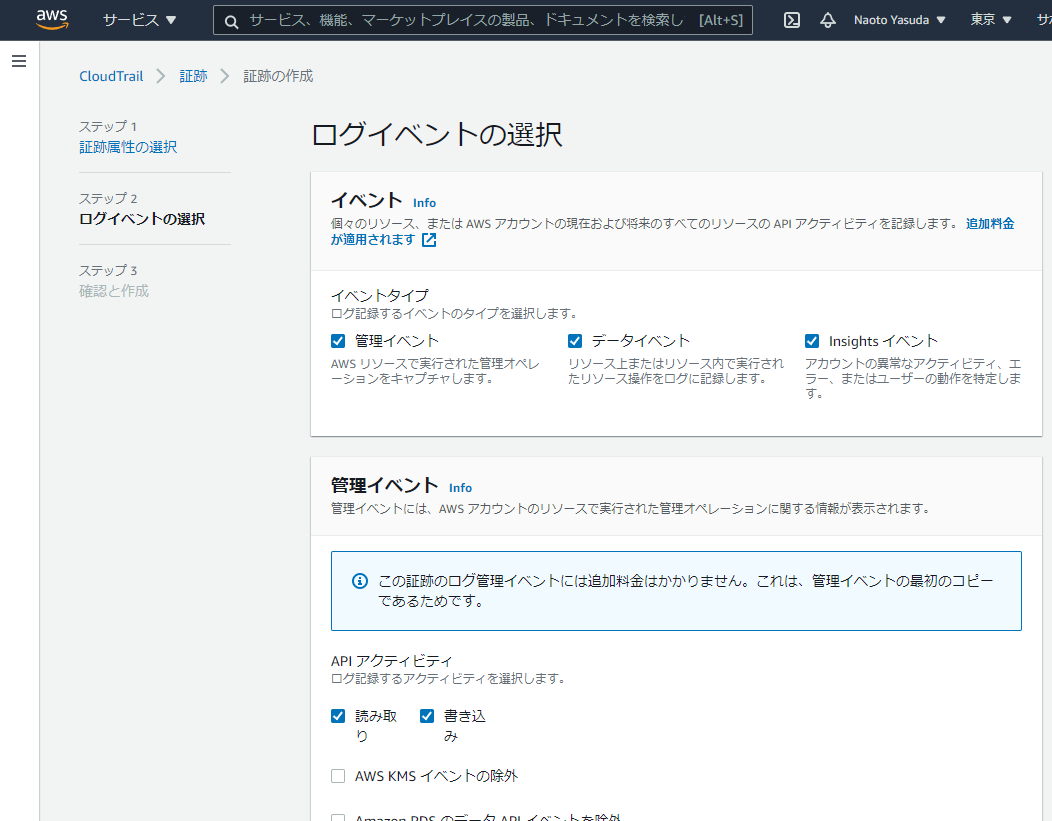 aws サービス サービス、機能、マーケットプレイスの製品、ドキュメントを検索し [Alt+S] Naoto Yasuda 東京 サポ
CloudTrail 証跡 証跡の作成
ステップ 1
証跡属性の選択
ステップ 2
ログイベントの選択
ステップ 3
確認と作成
ログイベントの選択
イベント Info
個々のリソース、または AWS アカウントの現在および将来のすべてのリソースの API アクティビティを記録します。 追加料金
が適用されます
イベントタイプ
ログ記録するイベントのタイプを選択します。
管理イベント
AWS リソースで実行された管理オペレ
ーションをキャプチャします。
データイベント
リソース上またはリソース内で実行され
たリソース操作をログに記録します。
Insights イベント
アカウントの異常なアクティビティ、エ
ラー、またはユーザーの動作を特定しま
す。
管理イベント Info
管理イベントには、AWS アカウントのリソースで実行された管理オペレーションに関する情報が表示されます。
この証跡のログ管理イベントには追加料金はかかりません。これは、管理イベントの最初のコピー
であるためです。
API アクティビティ
ログ記録するアクティビティを選択します。
読み取
り
書き込
み
AWS KMS イベントの除外
Amazon RDS のデータ API イベントを除外